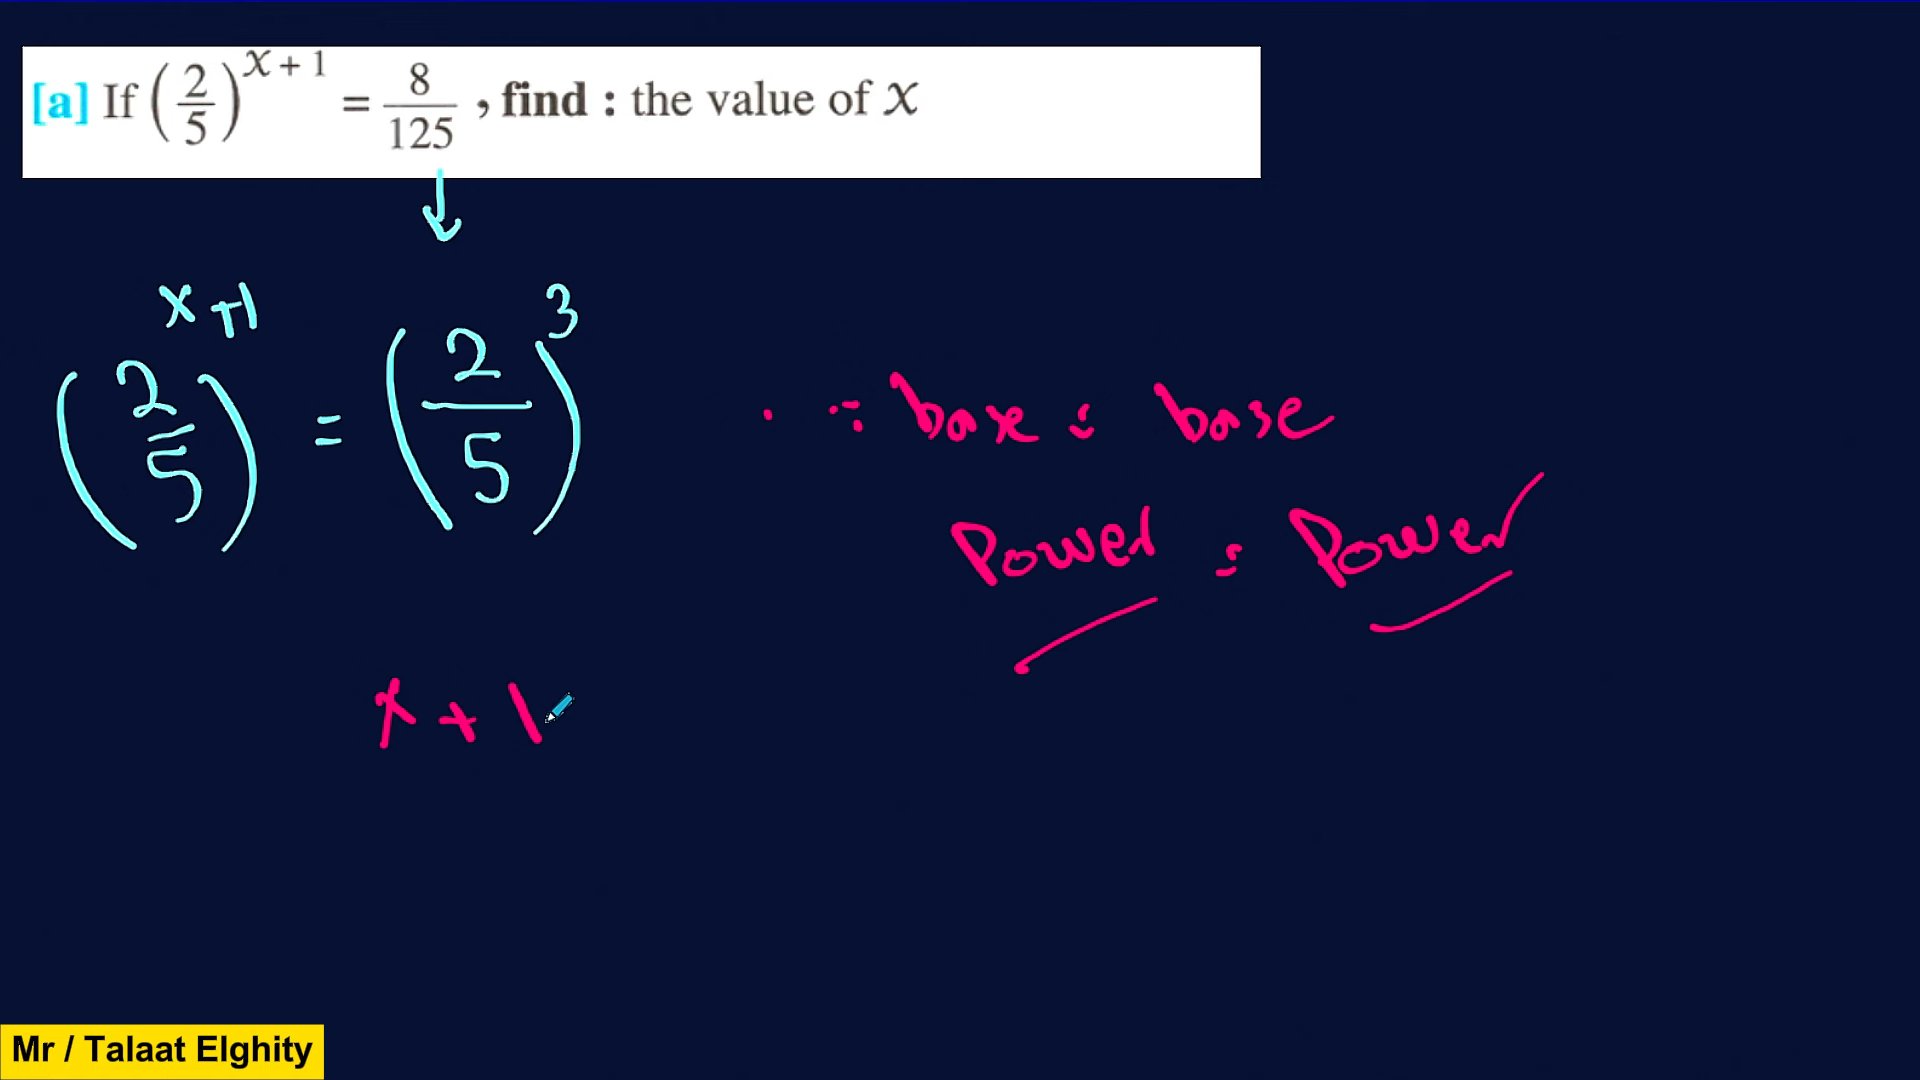 [a] If (2/5)^(x+1) = 8/125 , find : the value of x
(2/5)^(x+1) = (2/5)^3
∵ base = base
Power = Power
x + 1
Mr / Talaat Elghity